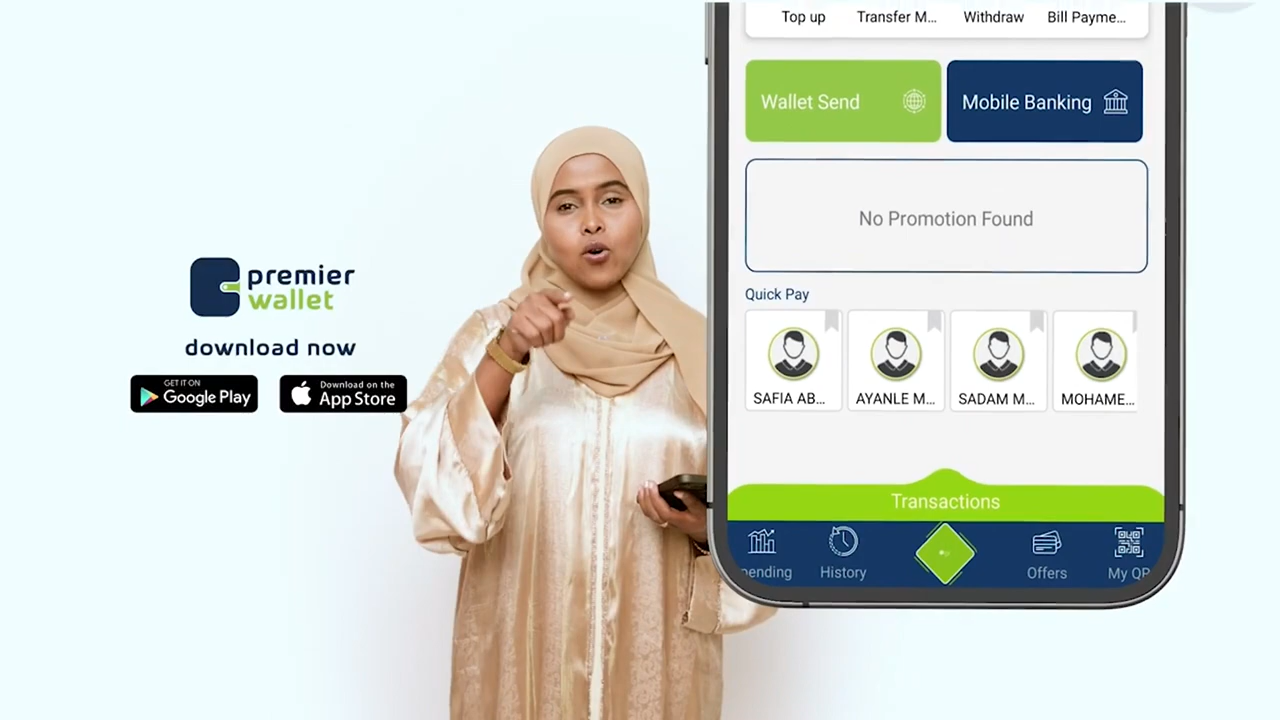 premier
wallet
download now
GET IT ON
Google Play
Download on the
App Store
Top up
Transfer M...
Withdraw
Bill Payme...
Wallet Send
Mobile Banking
No Promotion Found
Quick Pay
SAFIA AB...
AYANLE M...
SADAM M...
MOHAME...
Transactions
pending
History
Offers
My QR